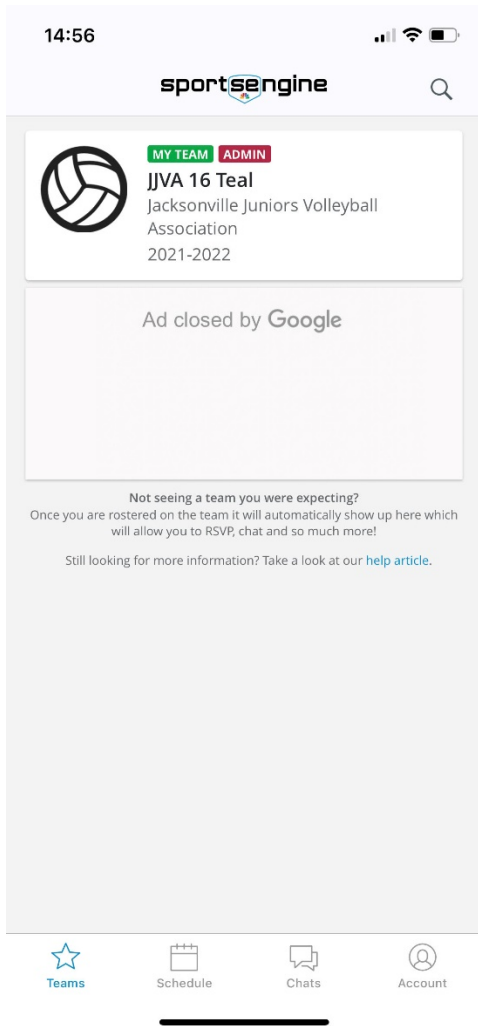 14:56
sportsengine
MY TEAM ADMIN
JJVA 16 Teal
Jacksonville Juniors Volleyball
Association
2021-2022
Ad closed by Google
Not seeing a team you were expecting?
Once you are rostered on the team it will automatically show up here which
will allow you to RSVP, chat and so much more!
Still looking for more information? Take a look at our help article.
Teams Schedule Chats Account